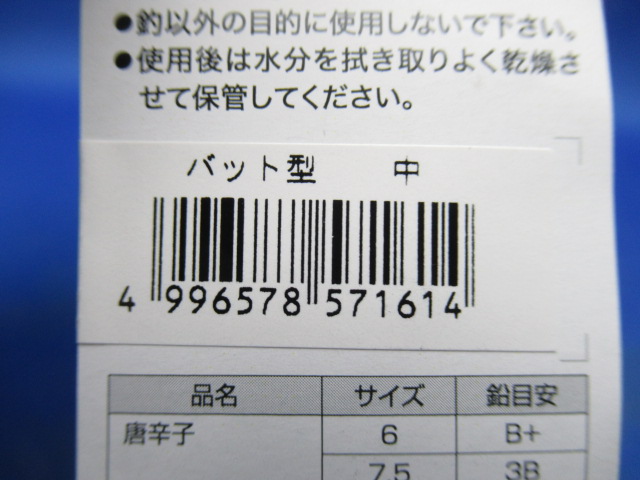 ●釣以外の目的に使用しないで下さい。
●使用後は水分を拭き取りよく乾燥さ
せて保管してください。
バット型 中
4 996578 571614
品名 サイズ 鉛目安
唐辛子 6 B+
7.5 3B